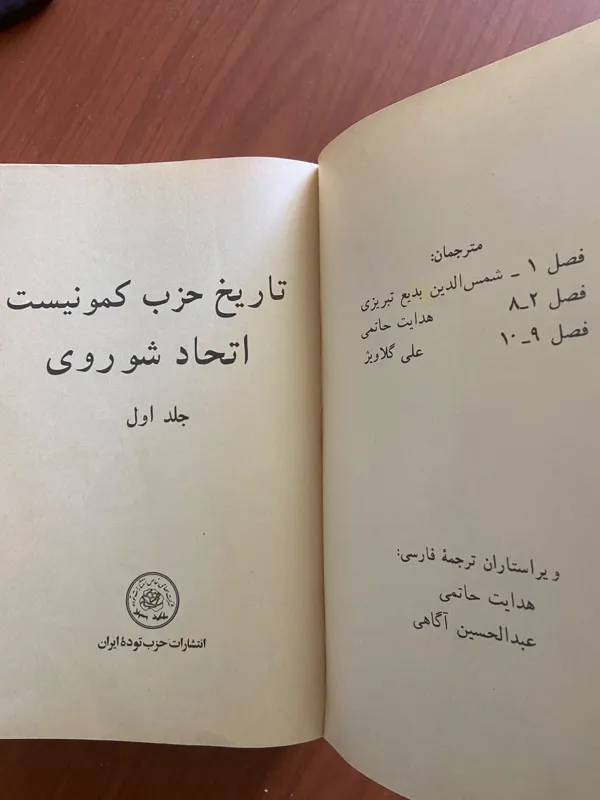 تاریخ حزب کمونیست
اتحاد شوروی
جلد اول
انتشارات حزب تودهٔ ایران
مترجمان:
فصل ۱ ـ شمس‌الدین بدیع تبریزی
فصل ۲ـ۸ هدایت حاتمی
فصل ۹ـ۱۰ علی گلاویژ
ویراستاران ترجمهٔ فارسی:
هدایت حاتمی
عبدالحسین آگاهی